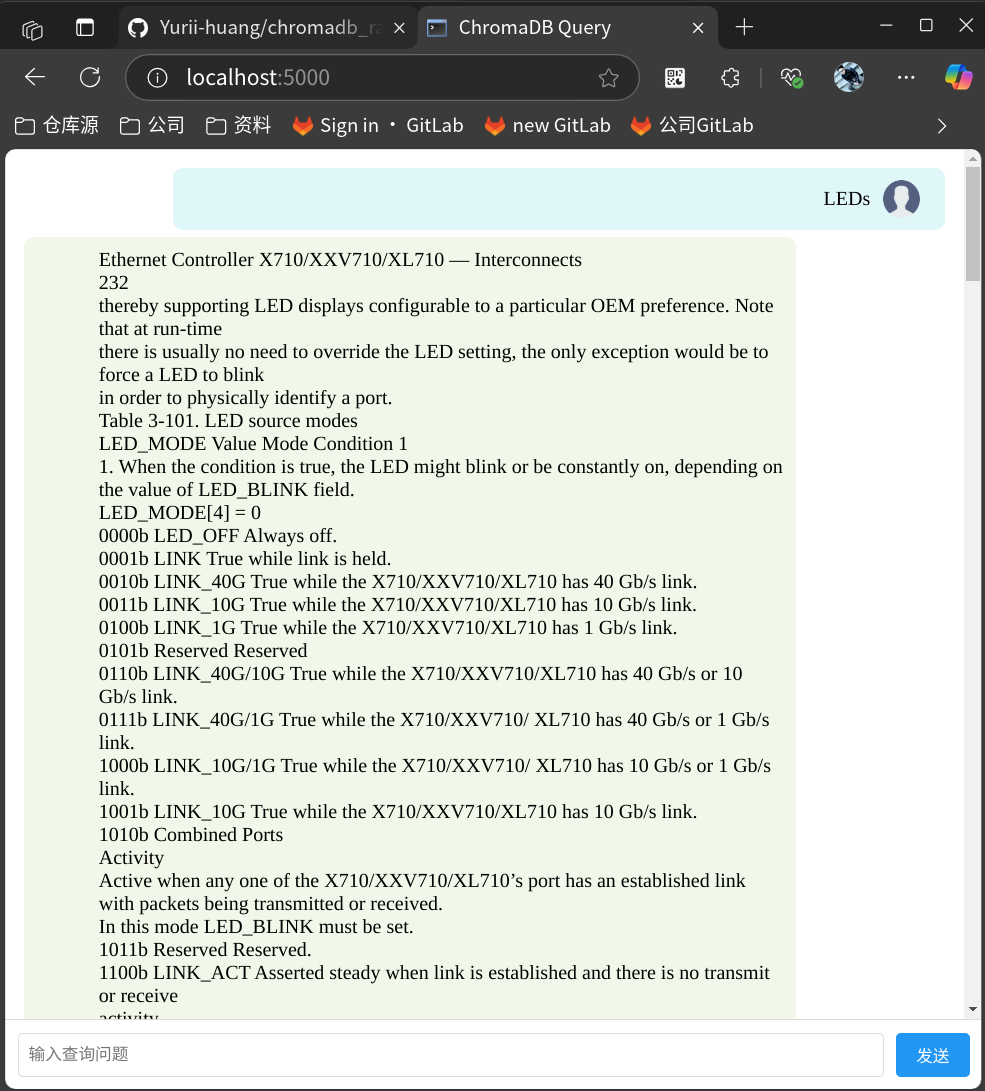 Yurii-huang/chromadb_ra
ChromaDB Query
localhost:5000
仓库源
公司
资料
Sign in · GitLab
new GitLab
公司GitLab
LEDs
Ethernet Controller X710/XXV710/XL710 — Interconnects
232
thereby supporting LED displays configurable to a particular OEM preference. Note
that at run-time
there is usually no need to override the LED setting, the only exception would be to
force a LED to blink
in order to physically identify a port.
Table 3-101. LED source modes
LED_MODE Value Mode Condition 1
1. When the condition is true, the LED might blink or be constantly on, depending on
the value of LED_BLINK field.
LED_MODE[4] = 0
0000b LED_OFF Always off.
0001b LINK True while link is held.
0010b LINK_40G True while the X710/XXV710/XL710 has 40 Gb/s link.
0011b LINK_10G True while the X710/XXV710/XL710 has 10 Gb/s link.
0100b LINK_1G True while the X710/XXV710/XL710 has 1 Gb/s link.
0101b Reserved Reserved
0110b LINK_40G/10G True while the X710/XXV710/XL710 has 40 Gb/s or 10
Gb/s link.
0111b LINK_40G/1G True while the X710/XXV710/ XL710 has 40 Gb/s or 1 Gb/s
link.
1000b LINK_10G/1G True while the X710/XXV710/ XL710 has 10 Gb/s or 1 Gb/s
link.
1001b LINK_10G True while the X710/XXV710/XL710 has 10 Gb/s link.
1010b Combined Ports
Activity
Active when any one of the X710/XXV710/XL710’s port has an established link
with packets being transmitted or received.
In this mode LED_BLINK must be set.
1011b Reserved Reserved.
1100b LINK_ACT Asserted steady when link is established and there is no transmit
or receive
activity
输入查询问题
发送